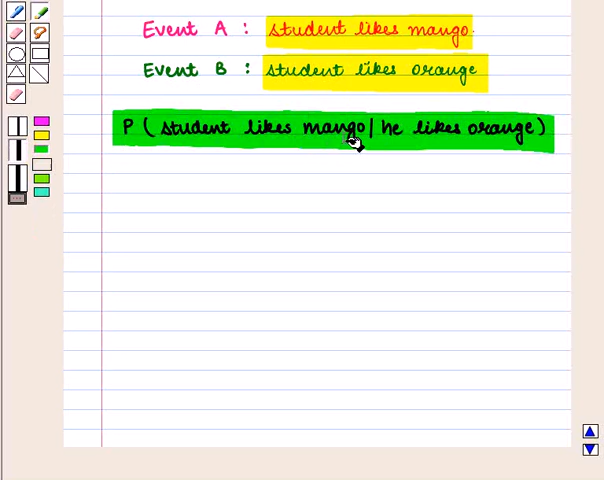 Event A : student likes mango.
Event B : student likes orange
P ( student likes mango | he likes orange )